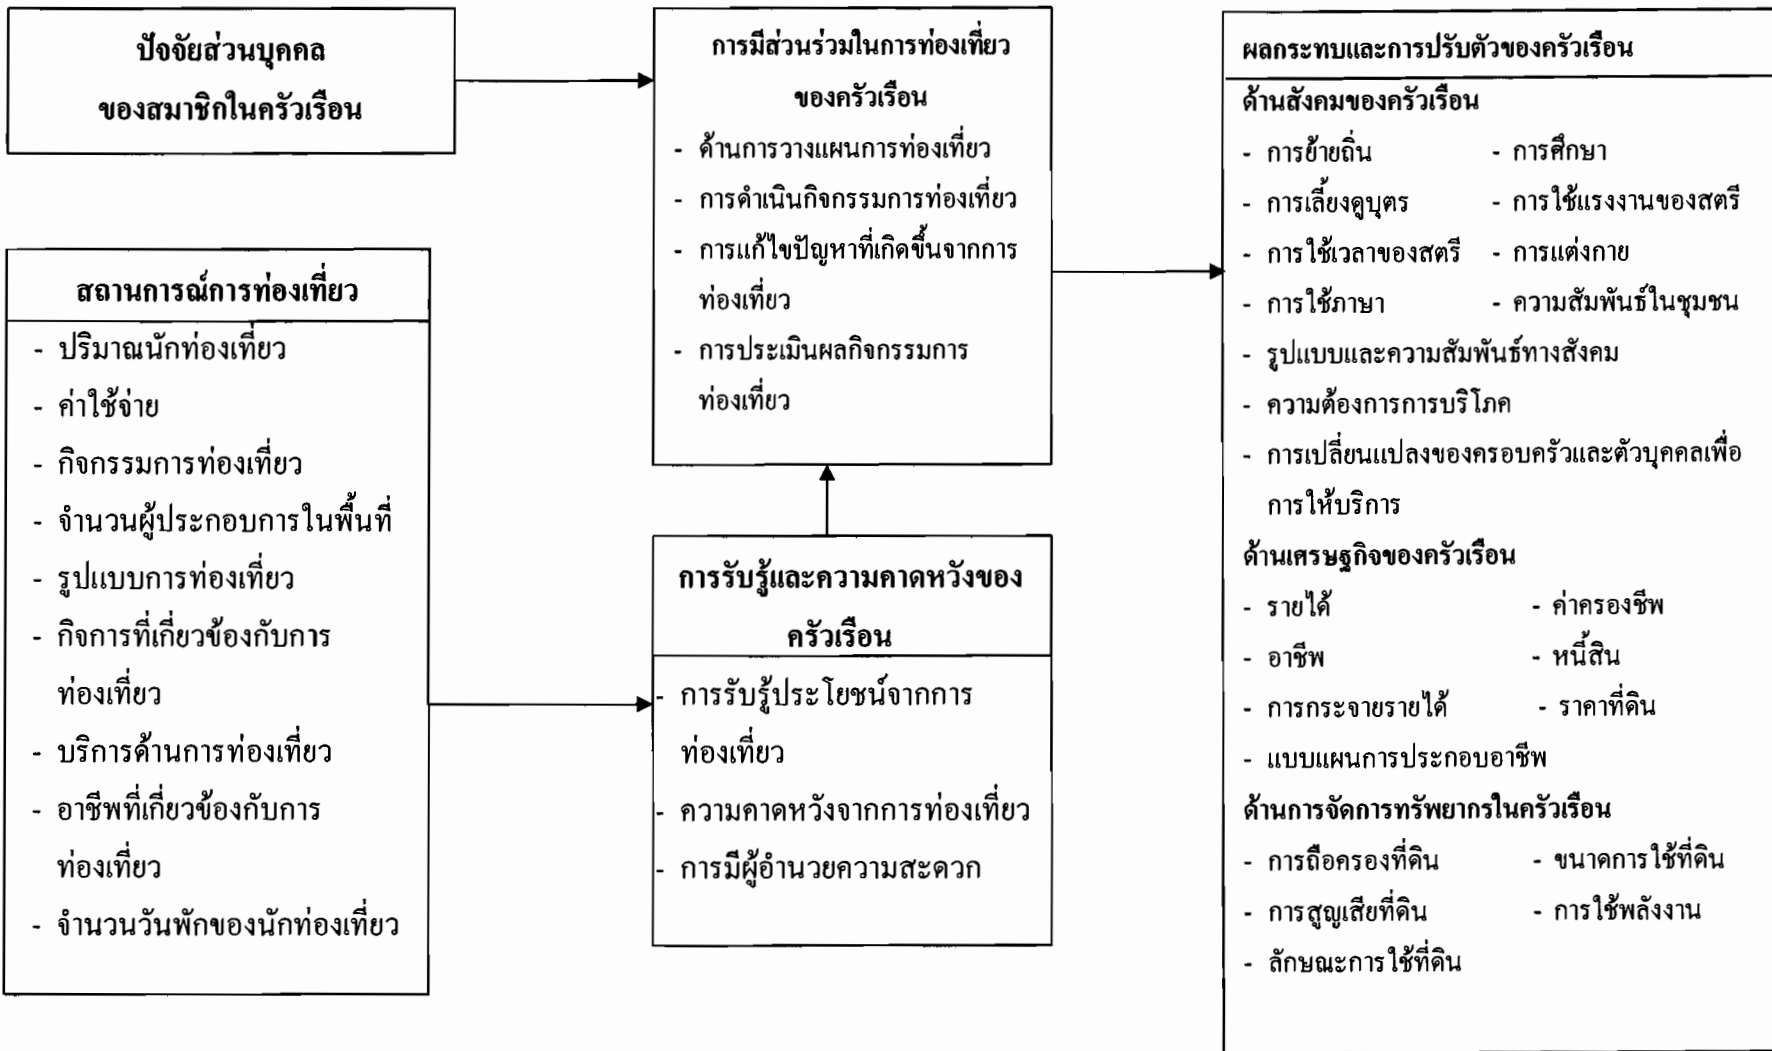 ปัจจัยส่วนบุคคล
ของสมาชิกในครัวเรือน
สถานการณ์การท่องเที่ยว
- ปริมาณนักท่องเที่ยว
- ค่าใช้จ่าย
- กิจกรรมการท่องเที่ยว
- จำนวนผู้ประกอบการในพื้นที่
- รูปแบบการท่องเที่ยว
- กิจการที่เกี่ยวข้องกับการ
ท่องเที่ยว
- บริการด้านการท่องเที่ยว
- อาชีพที่เกี่ยวข้องกับการ
ท่องเที่ยว
- จำนวนวันพักของนักท่องเที่ยว
การมีส่วนร่วมในการท่องเที่ยว
ของครัวเรือน
- ด้านการวางแผนการท่องเที่ยว
- การดำเนินกิจกรรมการท่องเที่ยว
- การแก้ไขปัญหาที่เกิดขึ้นจากการ
ท่องเที่ยว
- การประเมินผลกิจกรรมการ
ท่องเที่ยว
การรับรู้และความคาดหวังของ
ครัวเรือน
- การรับรู้ประโยชน์จากการ
ท่องเที่ยว
- ความคาดหวังจากการท่องเที่ยว
- การมีผู้อำนวยความสะดวก
ผลกระทบและการปรับตัวของครัวเรือน
ด้านสังคมของครัวเรือน
- การย้ายถิ่น - การศึกษา
- การเลี้ยงดูบุตร - การใช้แรงงานของสตรี
- การใช้เวลาของสตรี - การแต่งกาย
- การใช้ภาษา - ความสัมพันธ์ในชุมชน
- รูปแบบและความสัมพันธ์ทางสังคม
- ความต้องการการบริโภค
- การเปลี่ยนแปลงของครอบครัวและตัวบุคคลเพื่อ
การให้บริการ
ด้านเศรษฐกิจของครัวเรือน
- รายได้ - ค่าครองชีพ
- อาชีพ - หนี้สิน
- การกระจายรายได้ - ราคาที่ดิน
- แบบแผนการประกอบอาชีพ
ด้านการจัดการทรัพยากรในครัวเรือน
- การถือครองที่ดิน - ขนาดการใช้ที่ดิน
- การสูญเสียที่ดิน - การใช้พลังงาน
- ลักษณะการใช้ที่ดิน